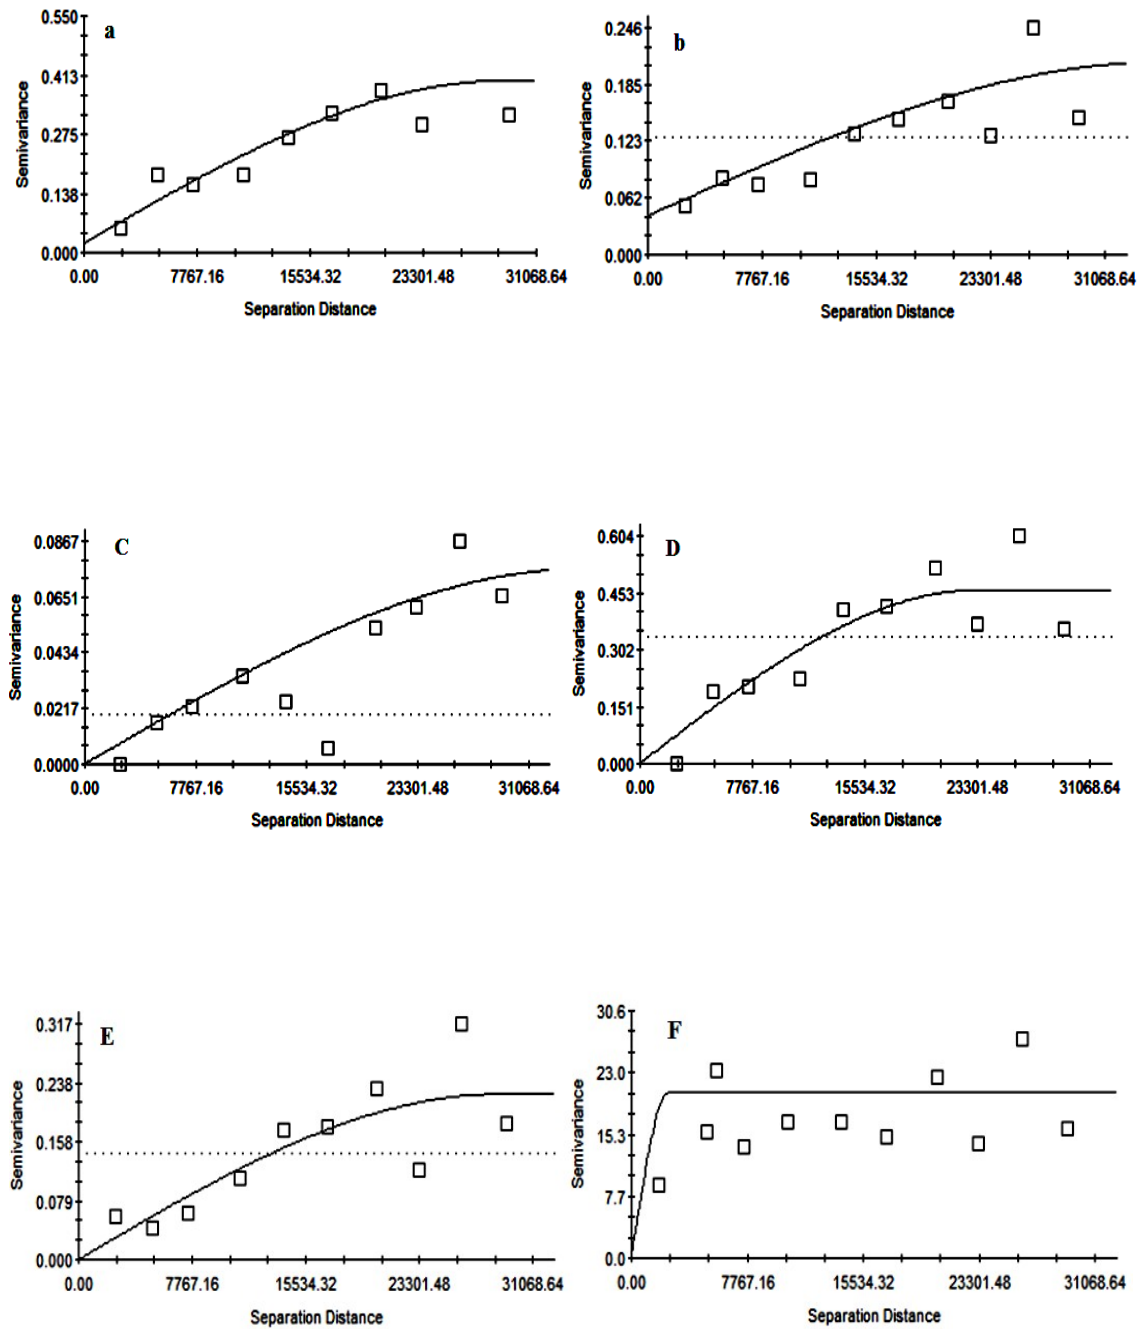 a
0.550
0.413
0.275
0.138
0.000
Semivariance
0.00 7767.16 15534.32 23301.48 31068.64
Separation Distance
b
0.246
0.185
0.123
0.062
0.000
Semivariance
0.00 7767.16 15534.32 23301.48 31068.64
Separation Distance
C
0.0867
0.0651
0.0434
0.0217
0.0000
Semivariance
0.00 7767.16 15534.32 23301.48 31068.64
Separation Distance
D
0.604
0.453
0.302
0.151
0.000
Semivariance
0.00 7767.16 15534.32 23301.48 31068.64
Separation Distance
E
0.317
0.238
0.158
0.079
0.000
Semivariance
0.00 7767.16 15534.32 23301.48 31068.64
Separation Distance
F
30.6
23.0
15.3
7.7
0.0
Semivariance
0.00 7767.16 15534.32 23301.48 31068.64
Separation Distance